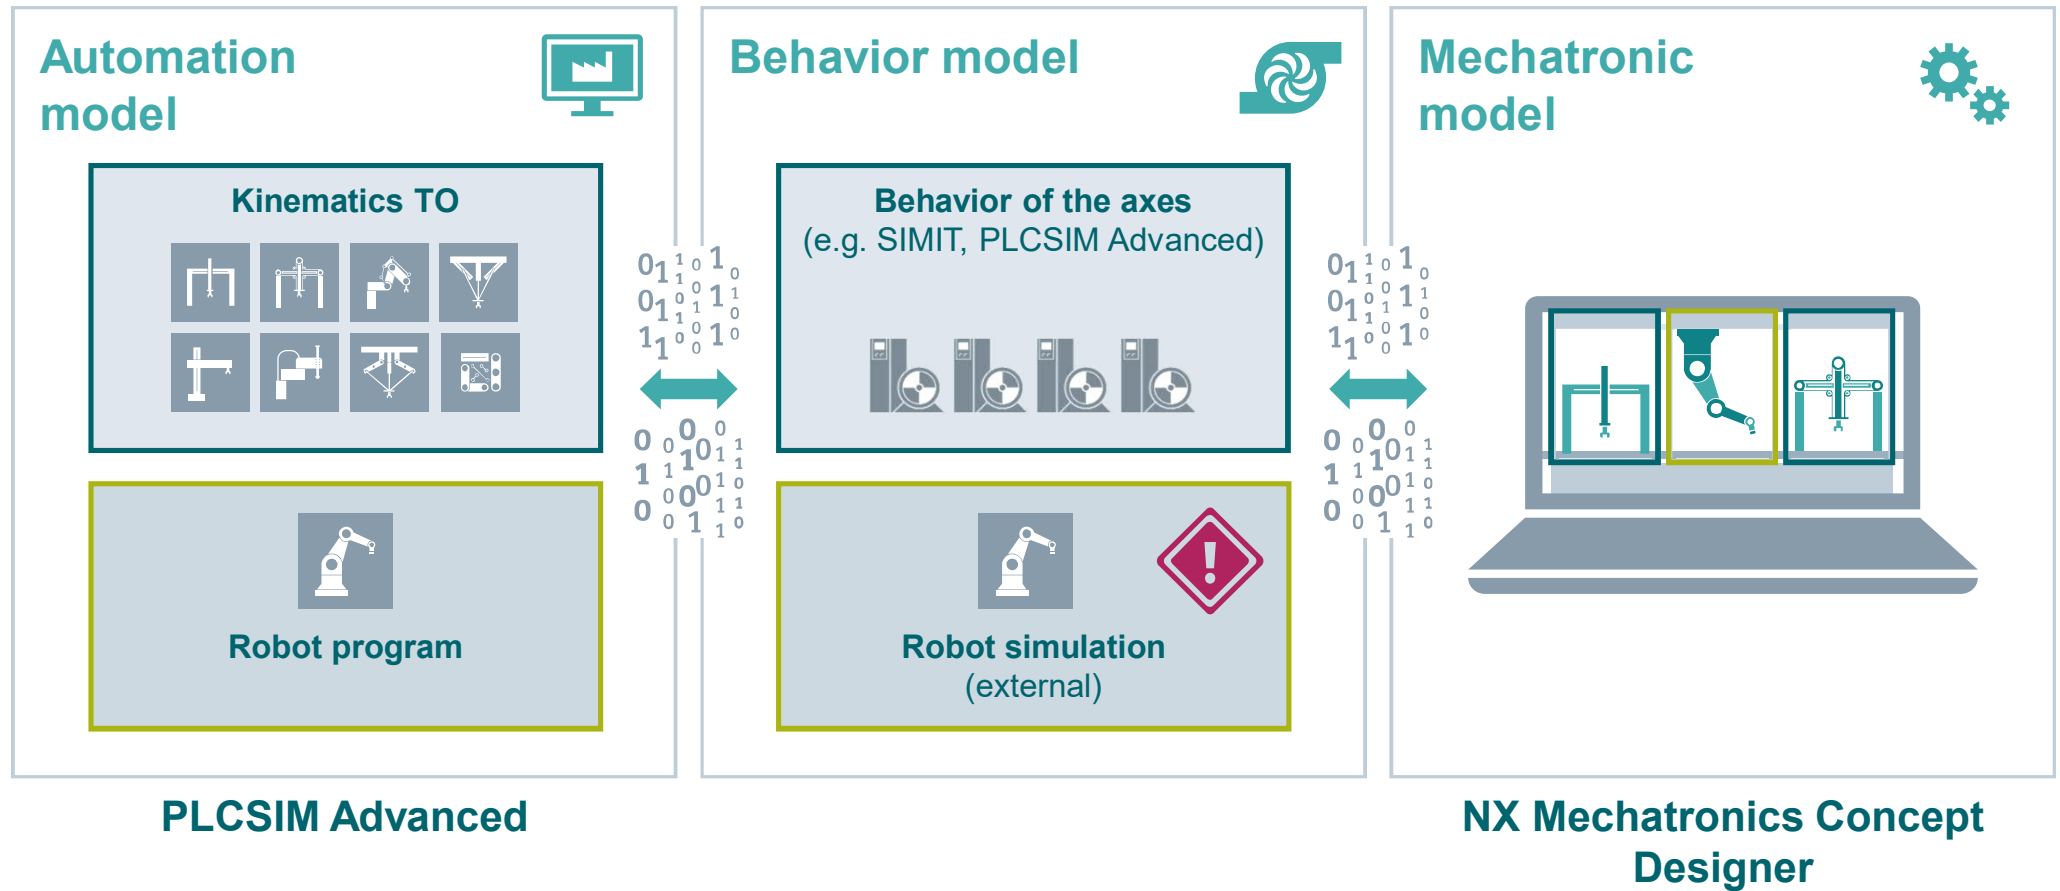 Automation
model
Kinematics TO
Robot program
PLCSIM Advanced
Behavior model
Behavior of the axes
(e.g. SIMIT, PLCSIM Advanced)
Robot simulation
(external)
Mechatronic
model
NX Mechatronics Concept
Designer